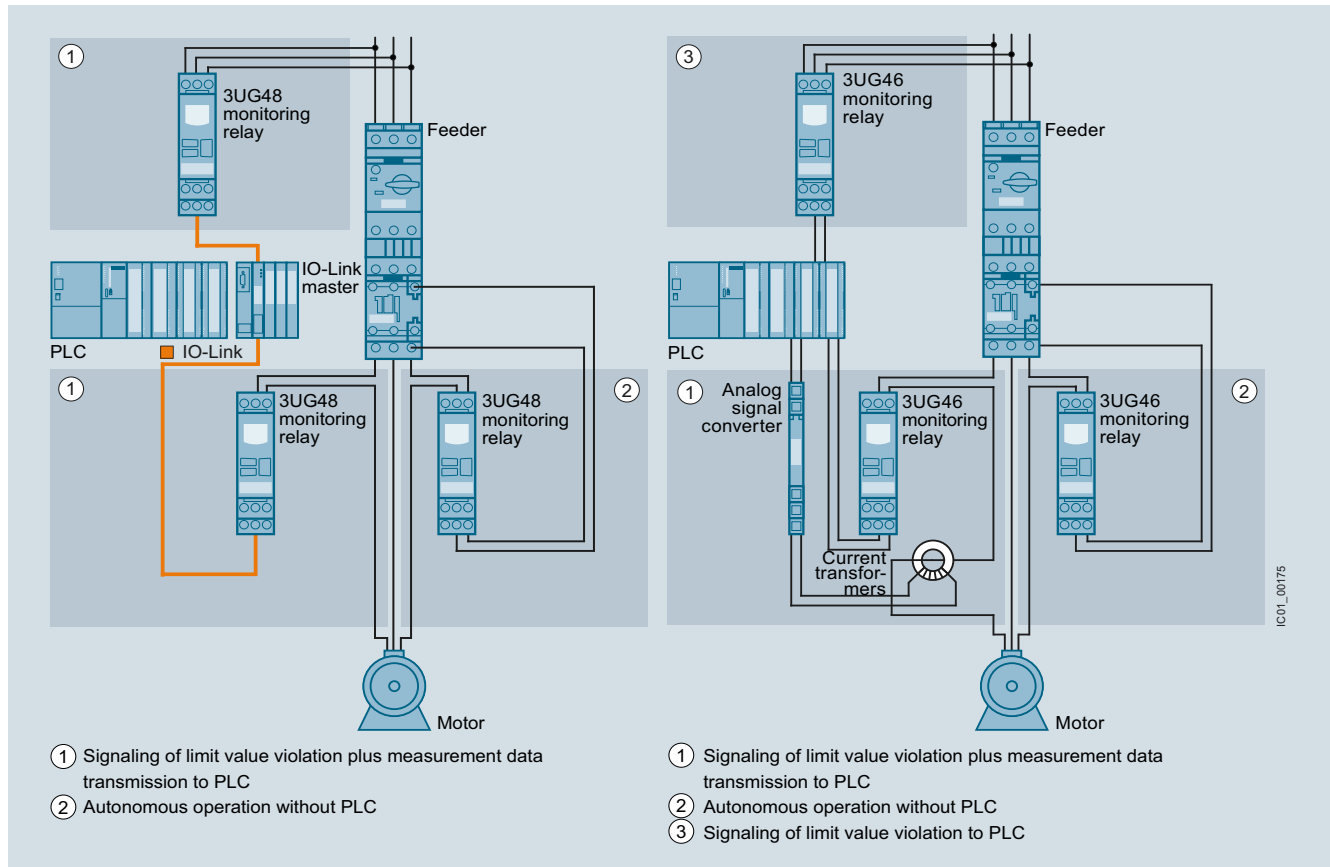 1
3UG48
monitoring
relay
Feeder
IO-Link
master
PLC
IO-Link
1
3UG48
monitoring
relay
3UG48
monitoring
relay
2
Motor
1 Signaling of limit value violation plus measurement data
transmission to PLC
2 Autonomous operation without PLC
3
3UG46
monitoring
relay
Feeder
PLC
1
Analog
signal
converter
3UG46
monitoring
relay
3UG46
monitoring
relay
2
Current
transfor-
mers
Motor
1 Signaling of limit value violation plus measurement data
transmission to PLC
2 Autonomous operation without PLC
3 Signaling of limit value violation to PLC
IC01_00175